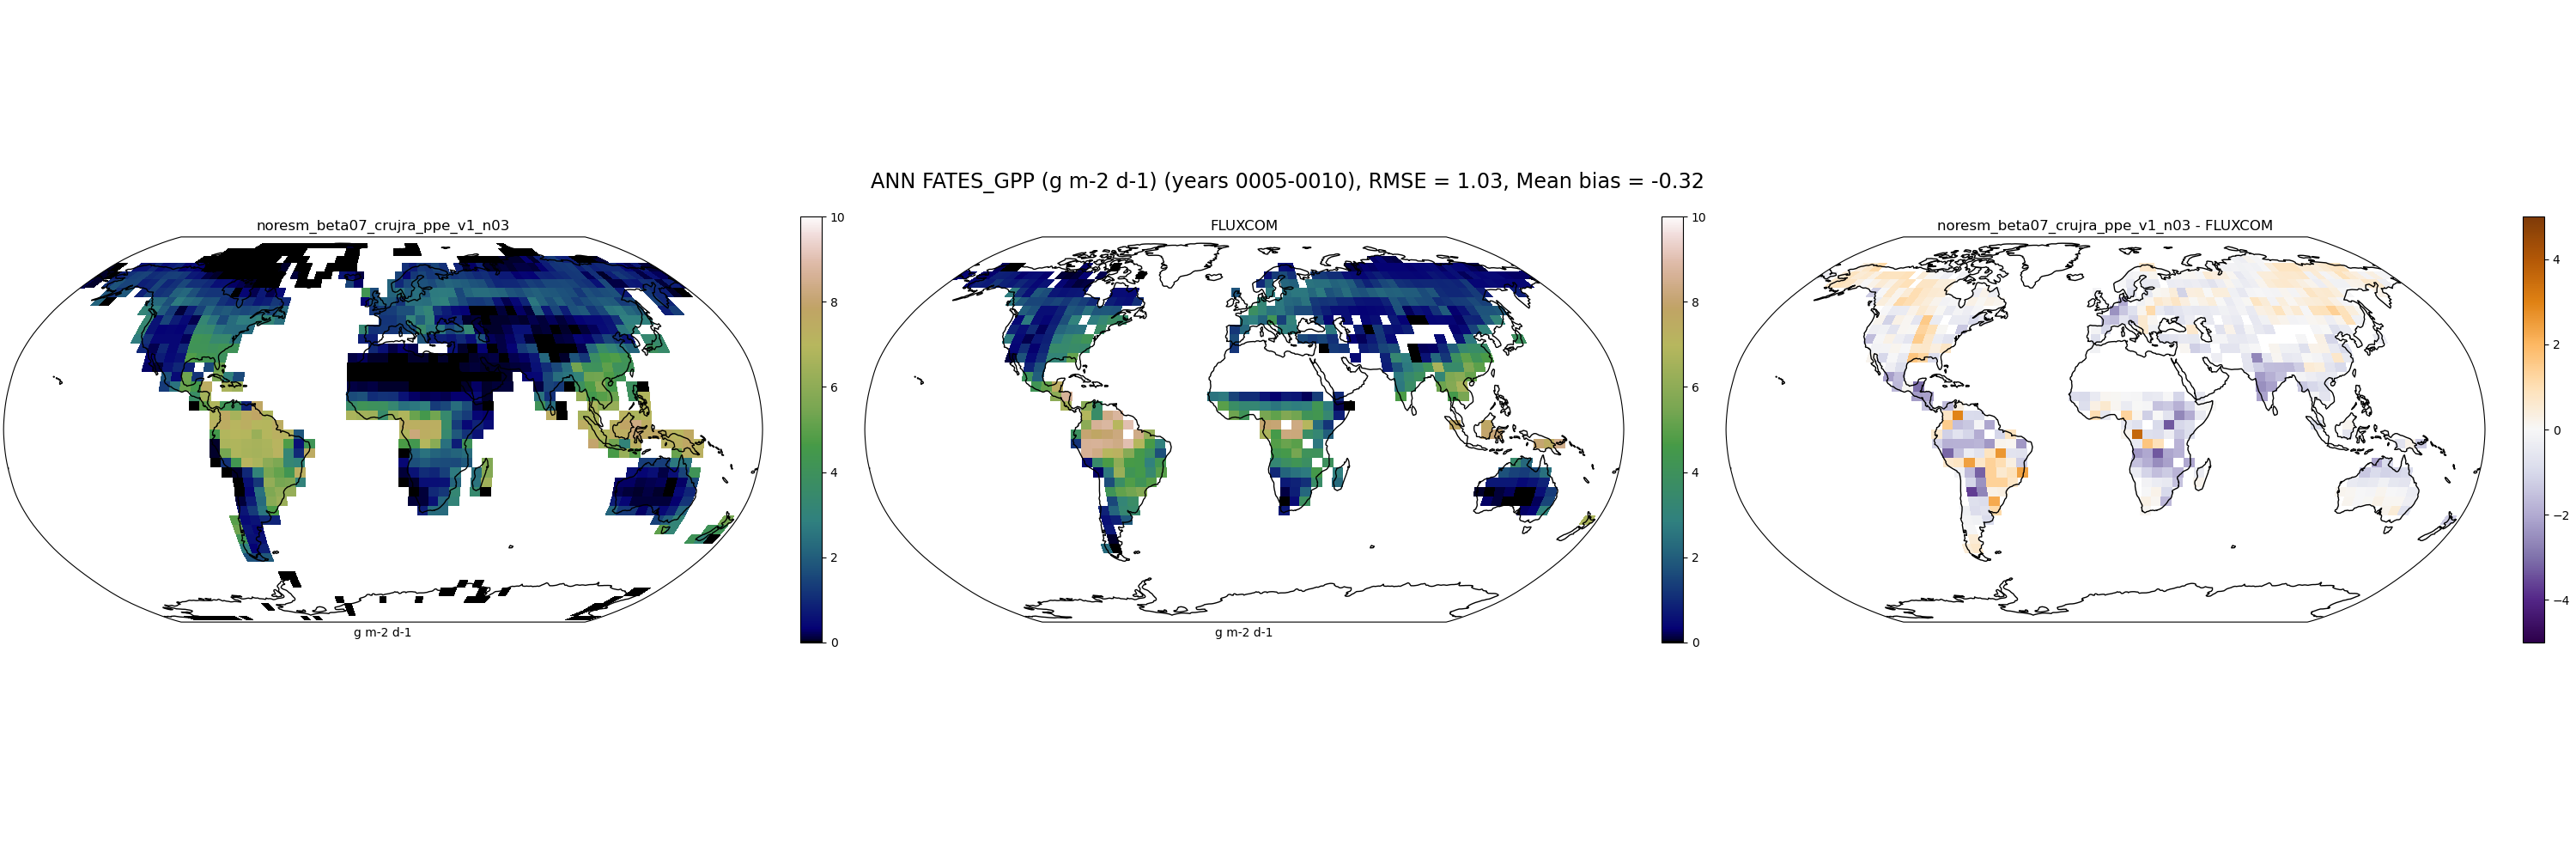 ANN FATES_GPP (g m-2 d-1) (years 0005-0010), RMSE = 1.03, Mean bias = -0.32
noresm_beta07_crujra_ppe_v1_n03
10
8
6
4
2
0
g m-2 d-1
FLUXCOM
10
8
6
4
2
0
g m-2 d-1
noresm_beta07_crujra_ppe_v1_n03 - FLUXCOM
4
2
0
−2
−4